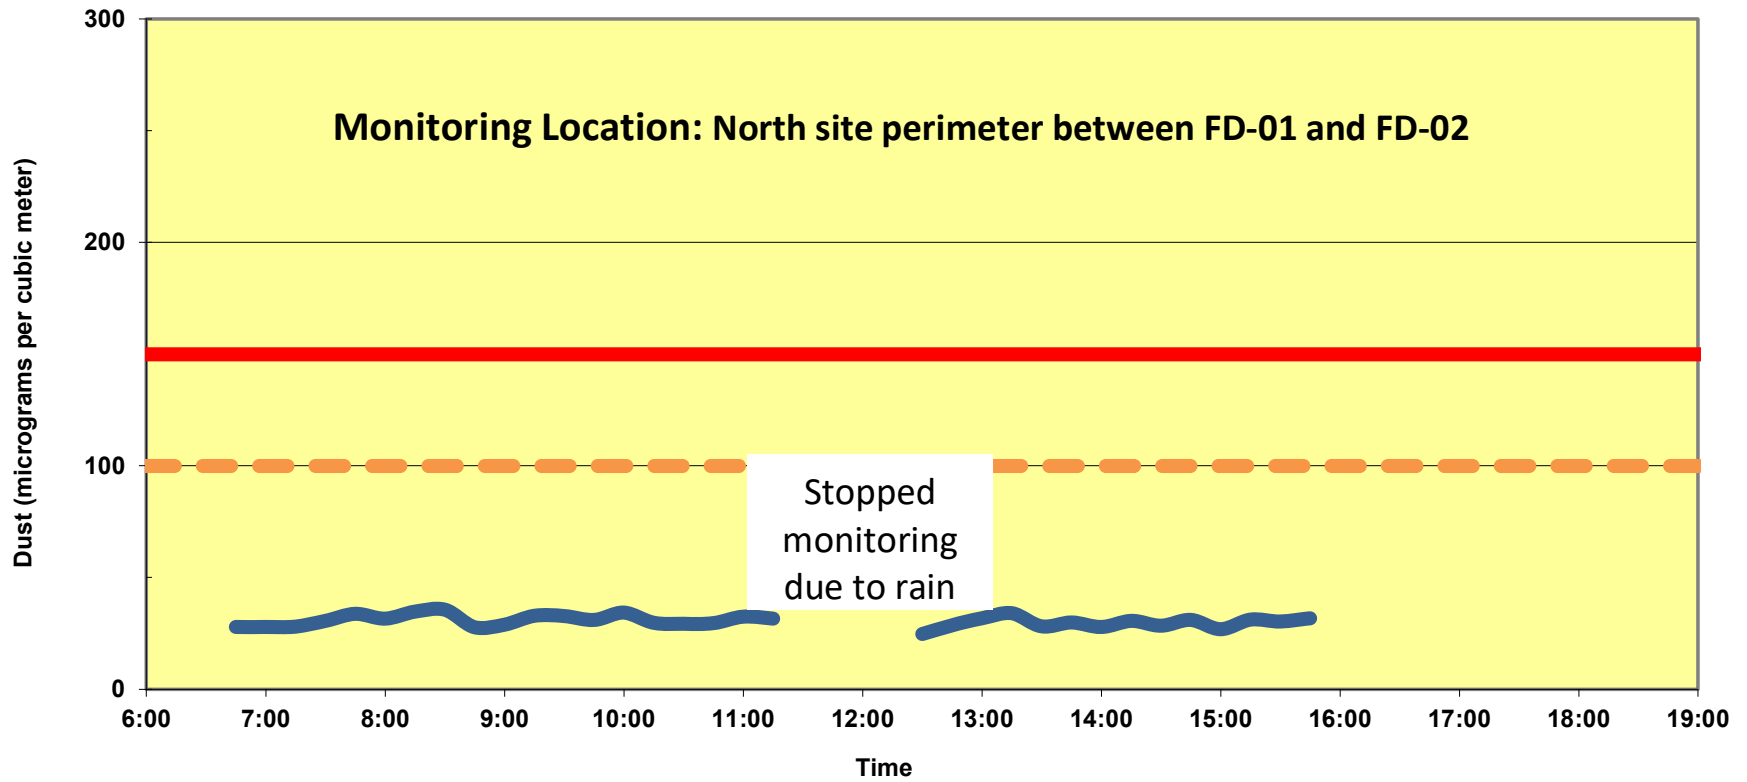 300
Monitoring Location: North site perimeter between FD-01 and FD-02
200
100
0
Dust (micrograms per cubic meter)
Stopped
monitoring
due to rain
6:00 7:00 8:00 9:00 10:00 11:00 12:00 13:00 14:00 15:00 16:00 17:00 18:00 19:00
Time